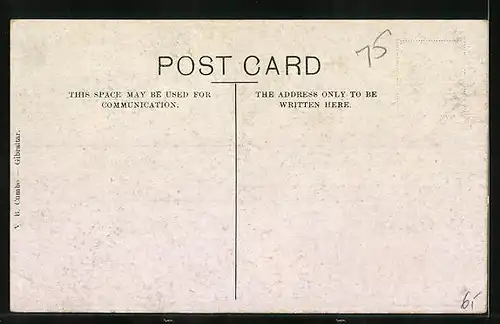 75
POST CARD
THIS SPACE MAY BE USED FOR
COMMUNICATION.
THE ADDRESS ONLY TO BE
WRITTEN HERE.
V. B. Cumbo — Gibraltar.